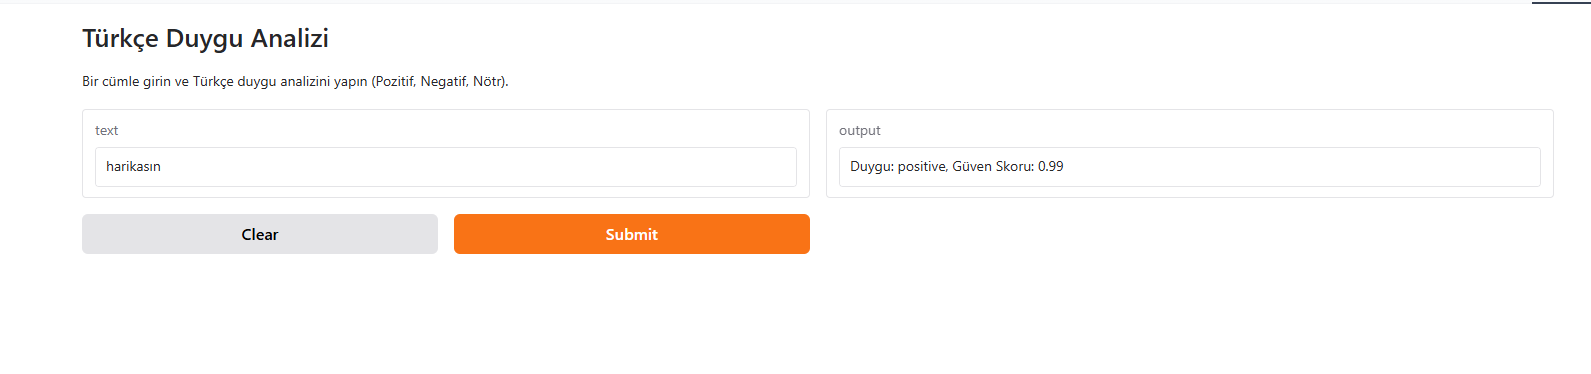 Türkçe Duygu Analizi
Bir cümle girin ve Türkçe duygu analizini yapın (Pozitif, Negatif, Nötr).
text
harikasın
output
Duygu: positive, Güven Skoru: 0.99
Clear
Submit